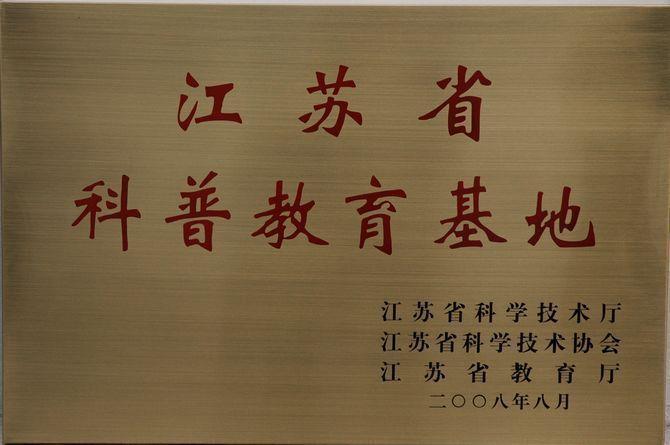 江苏省
科普教育基地
江苏省科学技术厅
江苏省科学技术协会
江苏省教育厅
二〇〇八年八月